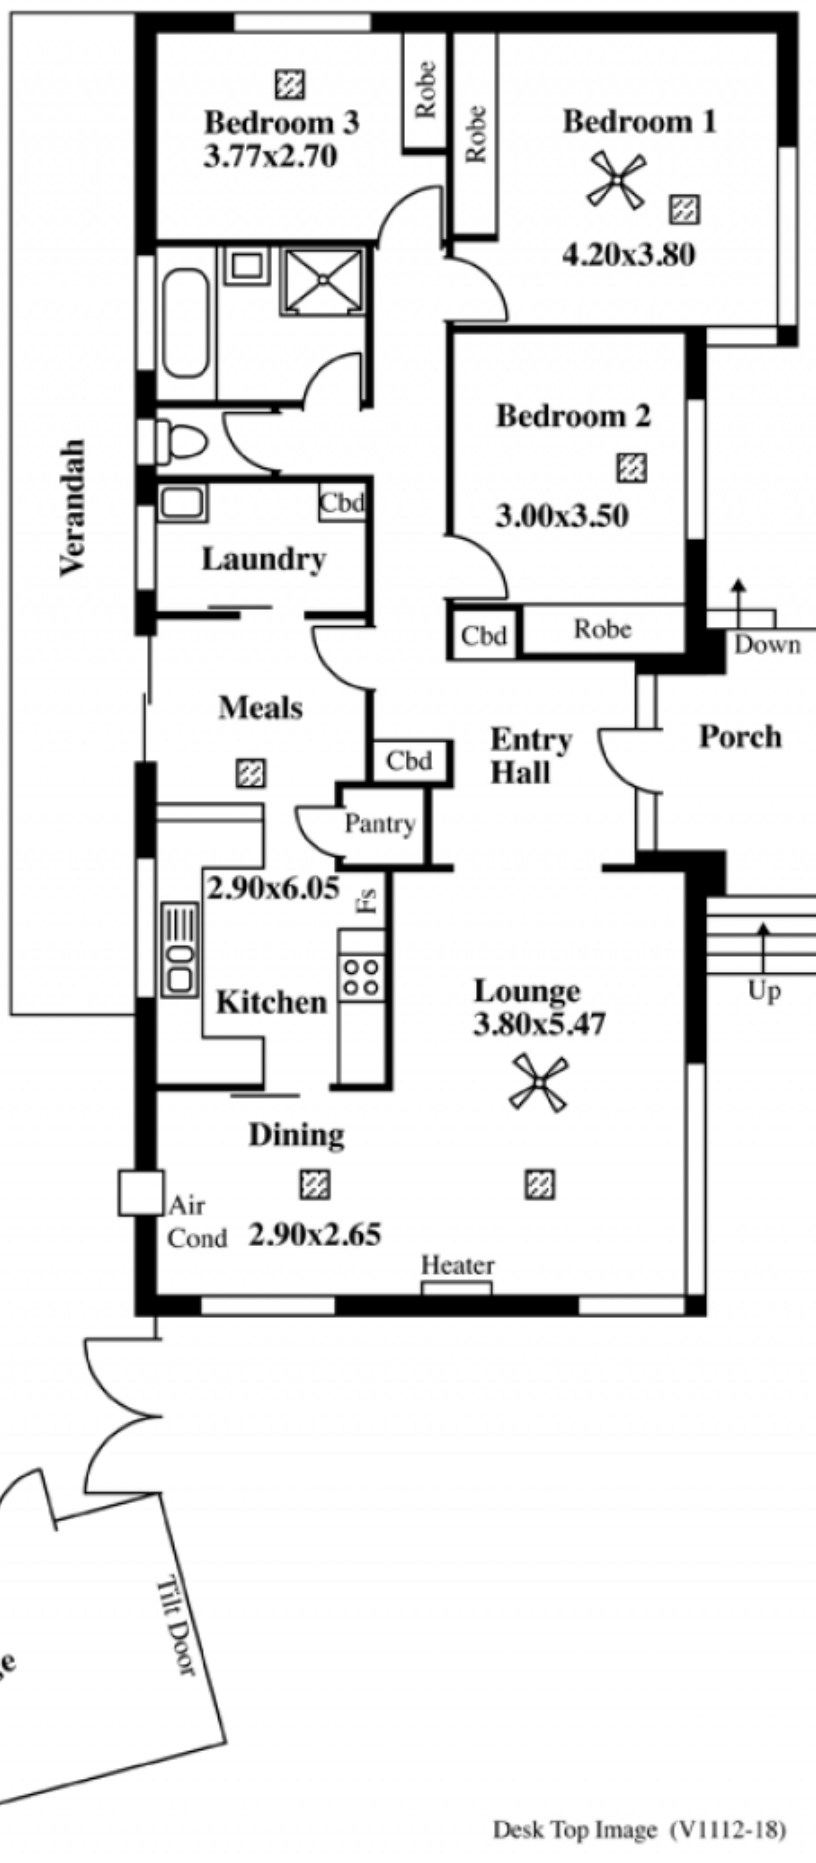 Robe
Robe
Bedroom 3
3.77x2.70
Bedroom 1
4.20x3.80
Verandah
Bedroom 2
3.00x3.50
Cbd
Laundry
Cbd
Robe
Down
Meals
Entry
Hall
Porch
Cbd
Pantry
2.90x6.05
Fs
Kitchen
Lounge
3.80x5.47
Up
Dining
Air
Cond
2.90x2.65
Heater
Tilt Door
Desk Top Image (V1112-18)